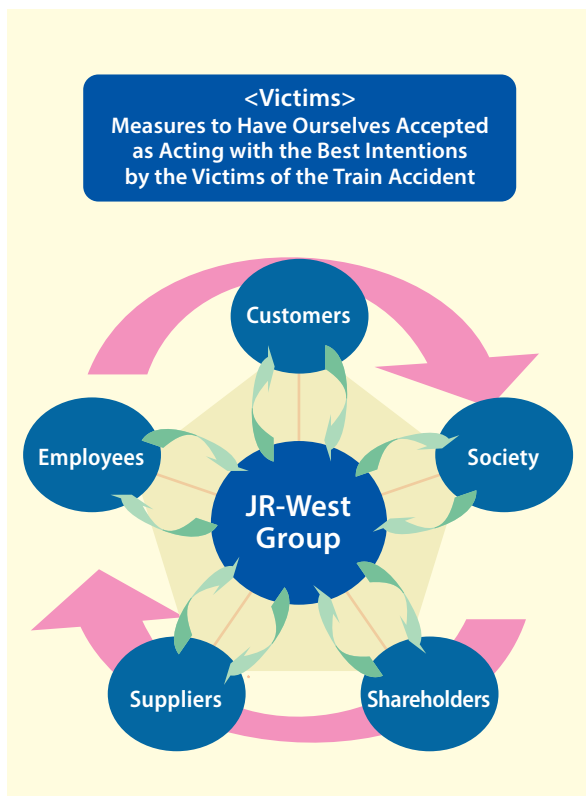 <Victims>
Measures to Have Ourselves Accepted
as Acting with the Best Intentions
by the Victims of the Train Accident
Customers
Employees
Society
JR-West
Group
Suppliers
Shareholders